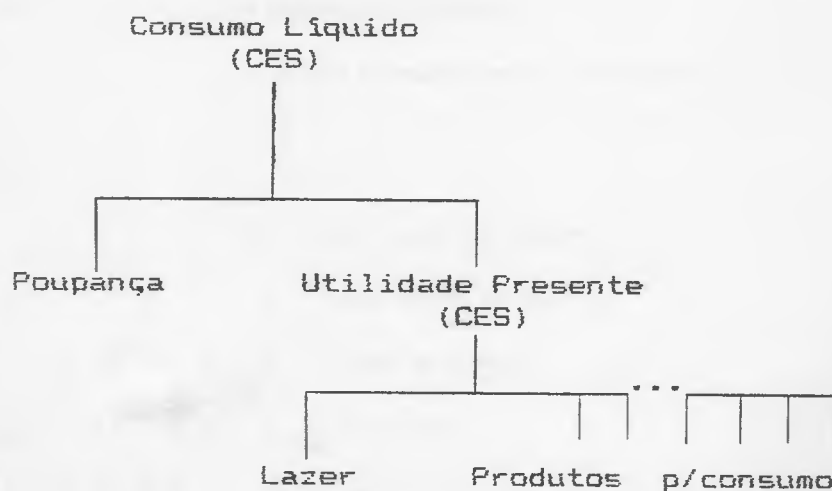 Consumo Líquido
(CES)
Poupança Utilidade Presente
(CES)
...
Lazer Produtos p/consumo